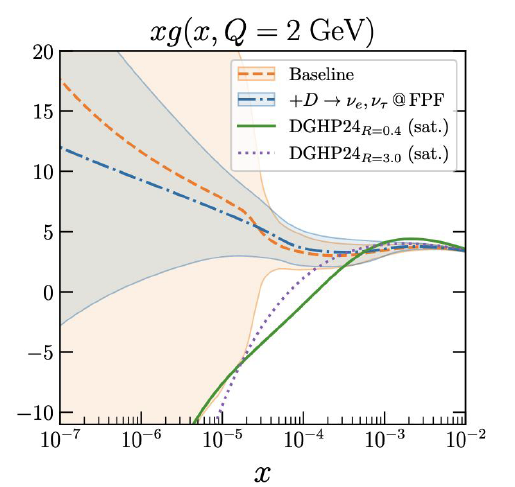 xg(x, Q = 2 GeV)
20
15
10
5
0
−5
−10
Baseline
+D → νe, ντ @ FPF
DGHP24R=0.4 (sat.)
DGHP24R=3.0 (sat.)
10−7 10−6 10−5 10−4 10−3 10−2
x